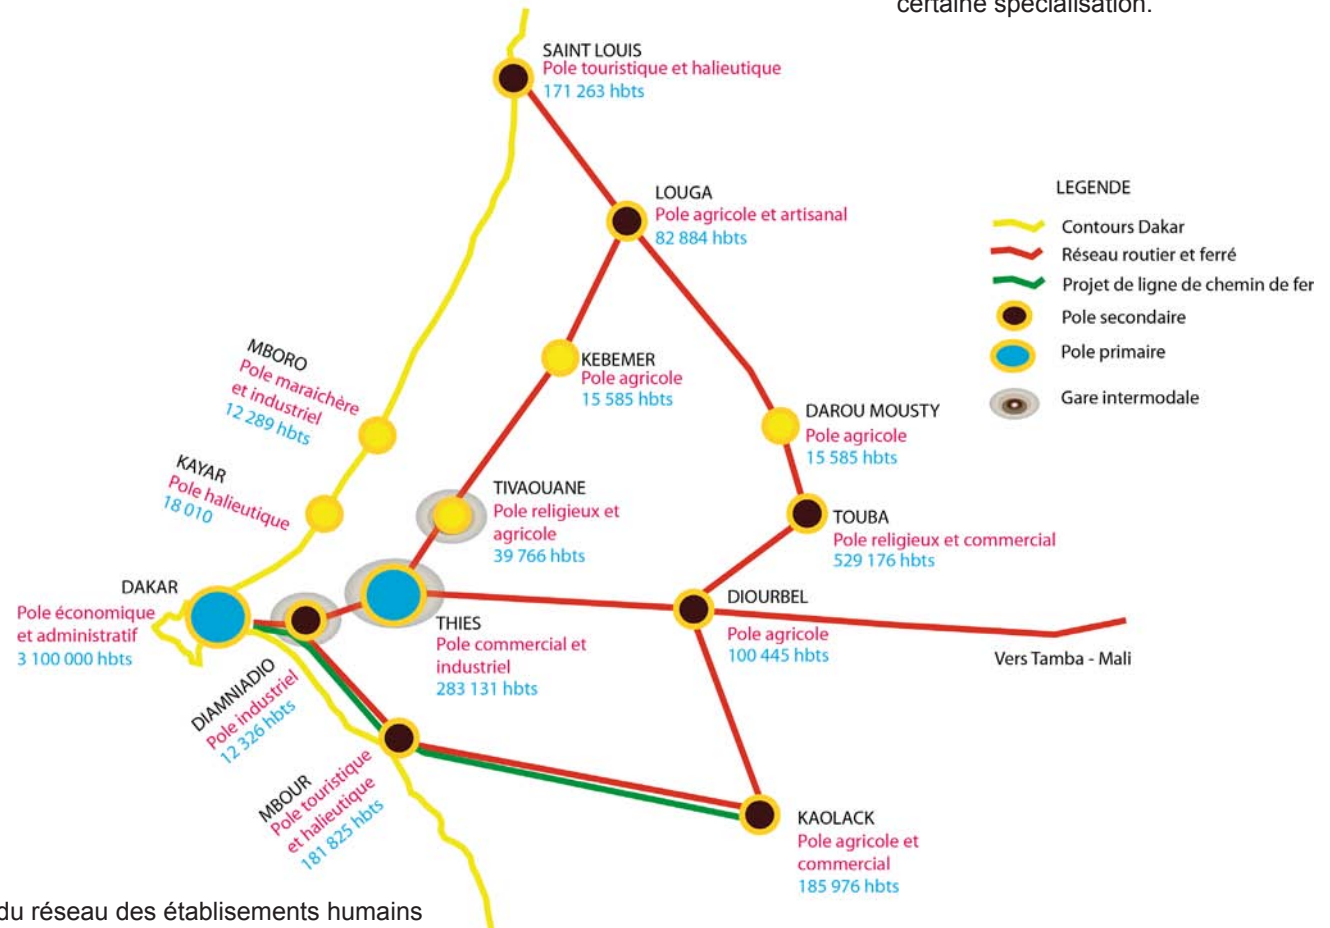 certaine spécialisation.
SAINT LOUIS
Pole touristique et halieutique
171 263 hbts
LOUGA
Pole agricole et artisanal
82 884 hbts
LEGENDE
Contours Dakar
Réseau routier et ferré
Projet de ligne de chemin de fer
Pole secondaire
Pole primaire
Gare intermodale
MBORO
Pole maraichère
et industriel
12 289 hbts
KEBEMER
Pole agricole
15 585 hbts
DAROU MOUSTY
Pole agricole
15 585 hbts
KAYAR
Pole halieutique
18 010
TIVAOUANE
Pole religieux et
agricole
39 766 hbts
TOUBA
Pole religieux et commercial
529 176 hbts
DAKAR
Pole économique
et administratif
3 100 000 hbts
THIES
Pole commercial et
industriel
283 131 hbts
DIOURBEL
Pole agricole
100 445 hbts
Vers Tamba - Mali
DIAMNIADIO
Pole industriel
12 326 hbts
MBOUR
Pole touristique
et halieutique
181 825 hbts
KAOLACK
Pole agricole et
commercial
185 976 hbts
du réseau des établisements humains